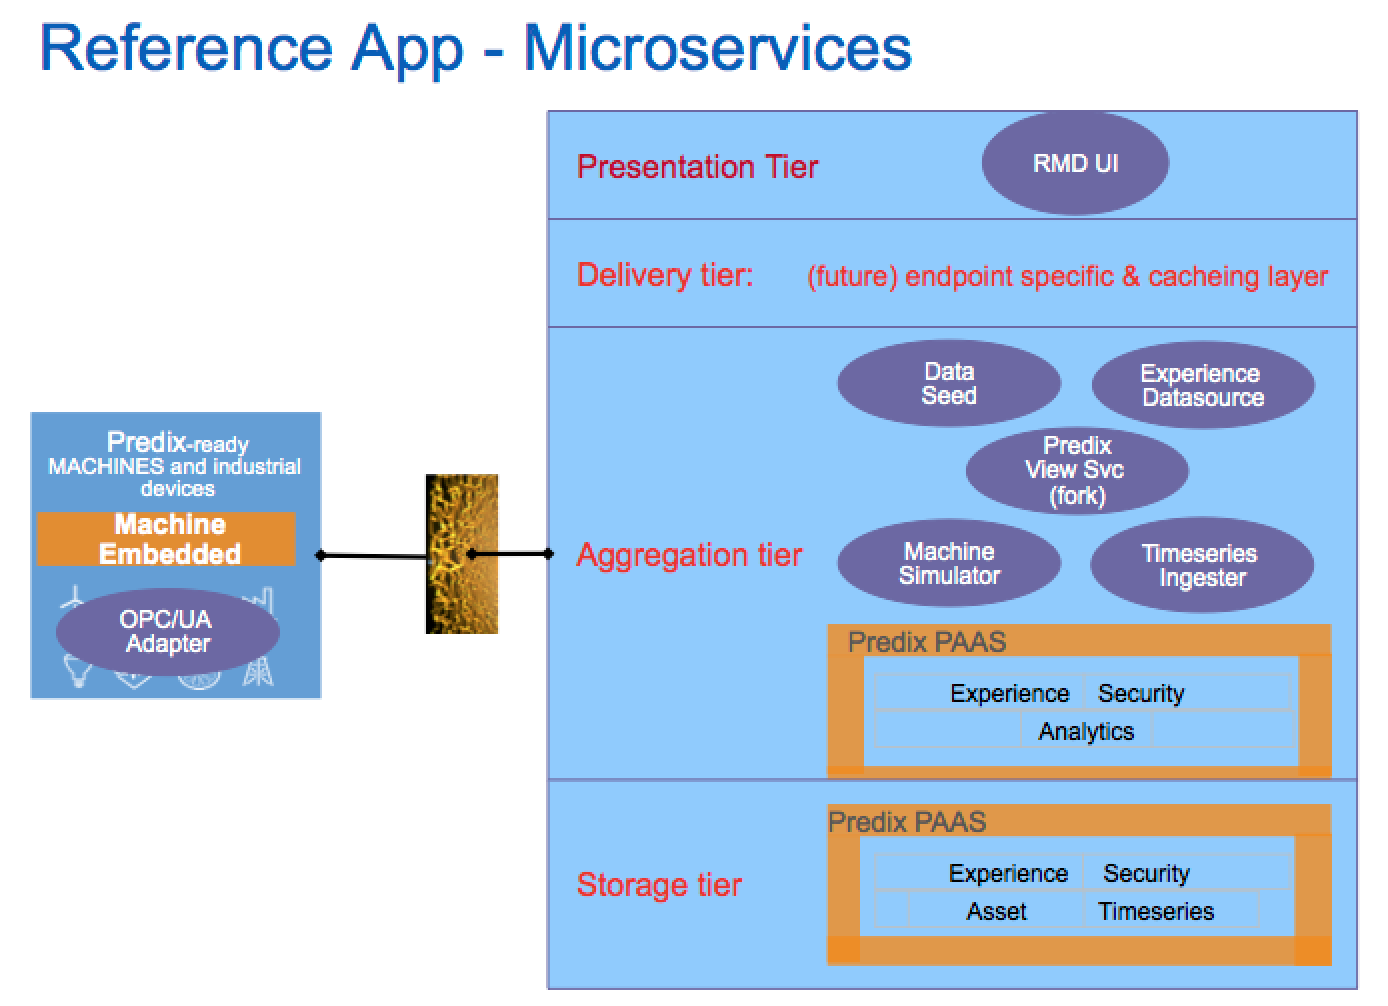 Reference App - Microservices
Presentation Tier
RMD UI
Delivery tier:
(future) endpoint specific & cacheing layer
Data
Seed
Experience
Datasource
Predix
View Svc
(fork)
Aggregation tier
Machine
Simulator
Timeseries
Ingester
Predix PAAS
Experience
Security
Analytics
Storage tier
Predix PAAS
Experience
Security
Asset
Timeseries
Predix-ready
MACHINES and industrial
devices
Machine
Embedded
OPC/UA
Adapter